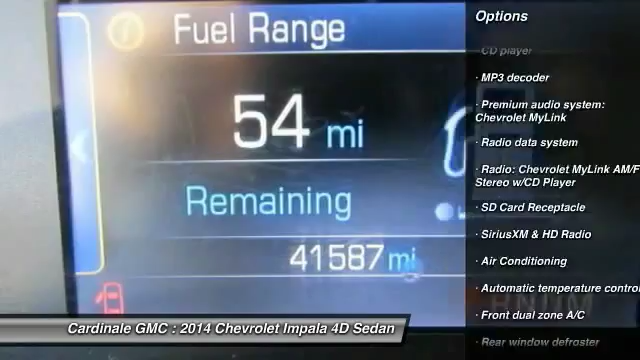 Fuel Range
54 mi
Remaining
41587 mi
Options
CD player
· MP3 decoder
· Premium audio system:
Chevrolet MyLink
· Radio data system
· Radio: Chevrolet MyLink AM/F
Stereo w/CD Player
· SD Card Receptacle
· SiriusXM & HD Radio
· Air Conditioning
· Automatic temperature contro
· Front dual zone A/C
· Rear window defroster
Cardinale GMC : 2014 Chevrolet Impala 4D Sedan